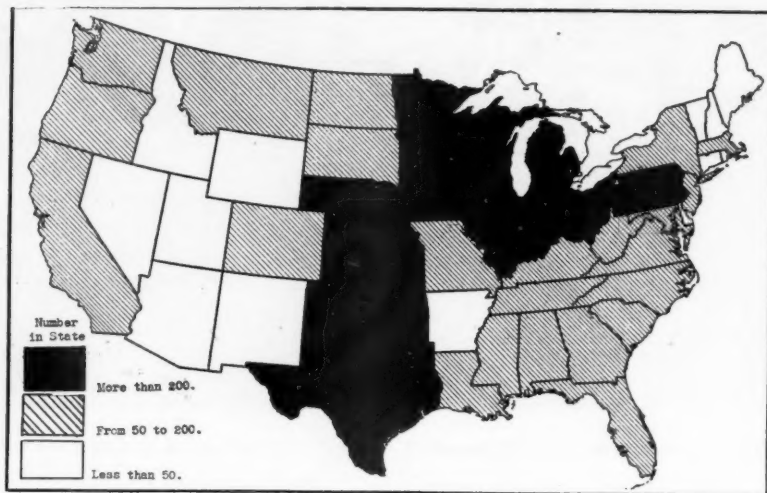 Number
in State
More than 200.
From 50 to 200.
Less than 50.